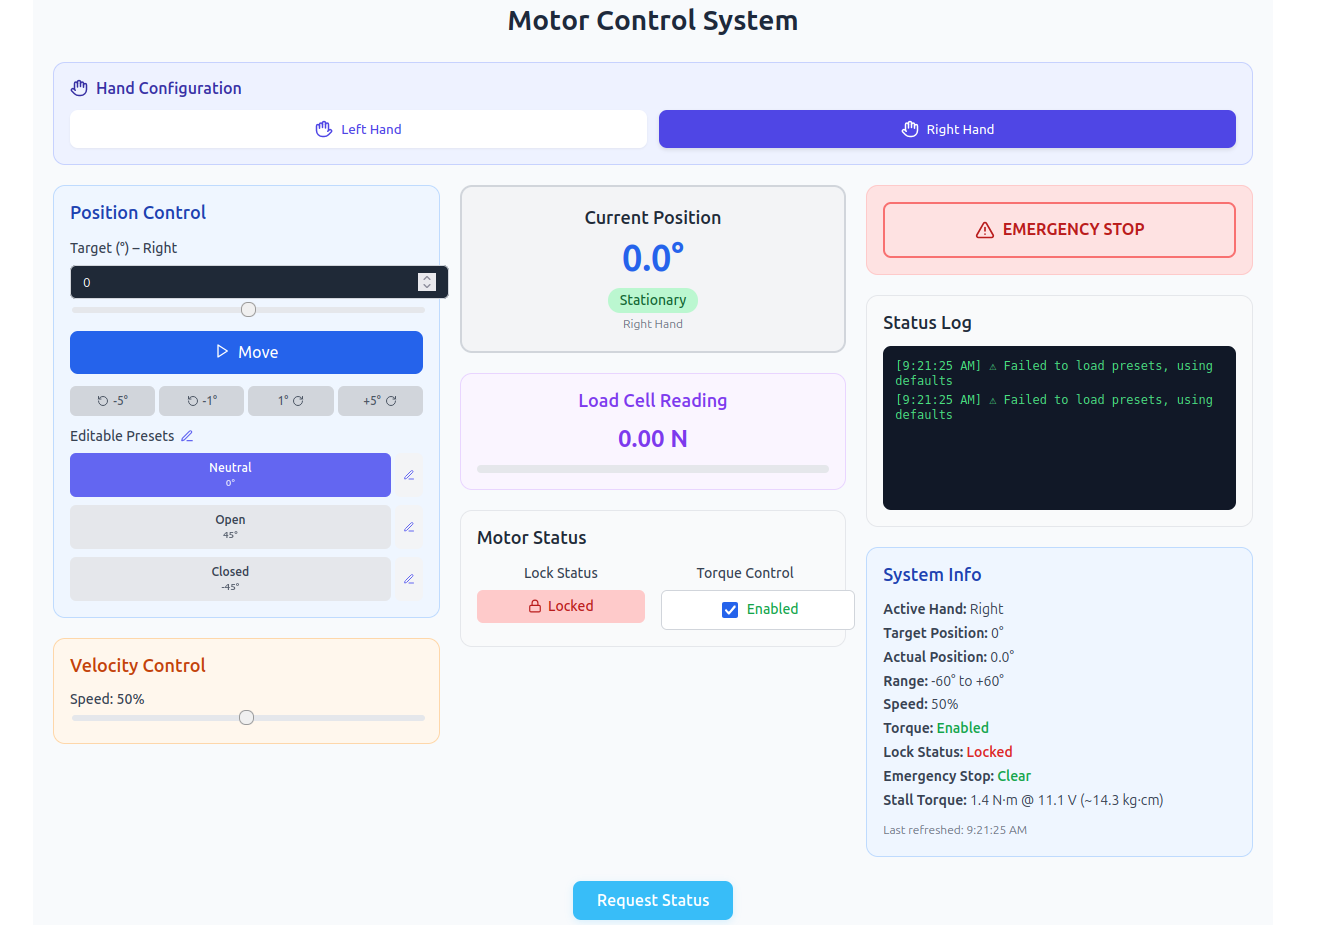 Motor Control System
Hand Configuration
Left Hand
Right Hand
Position Control
Target (°) – Right
0
Move
-5°
-1°
1°
+5°
Editable Presets
Neutral
0°
Open
45°
Closed
-45°
Velocity Control
Speed: 50%
Current Position
0.0°
Stationary
Right Hand
Load Cell Reading
0.00 N
Motor Status
Lock Status
Locked
Torque Control
Enabled
EMERGENCY STOP
Status Log
[9:21:25 AM] ⚠ Failed to load presets, using
defaults
[9:21:25 AM] ⚠ Failed to load presets, using
defaults
System Info
Active Hand: Right
Target Position: 0°
Actual Position: 0.0°
Range: -60° to +60°
Speed: 50%
Torque: Enabled
Lock Status: Locked
Emergency Stop: Clear
Stall Torque: 1.4 N·m @ 11.1 V (~14.3 kg·cm)
Last refreshed: 9:21:25 AM
Request Status